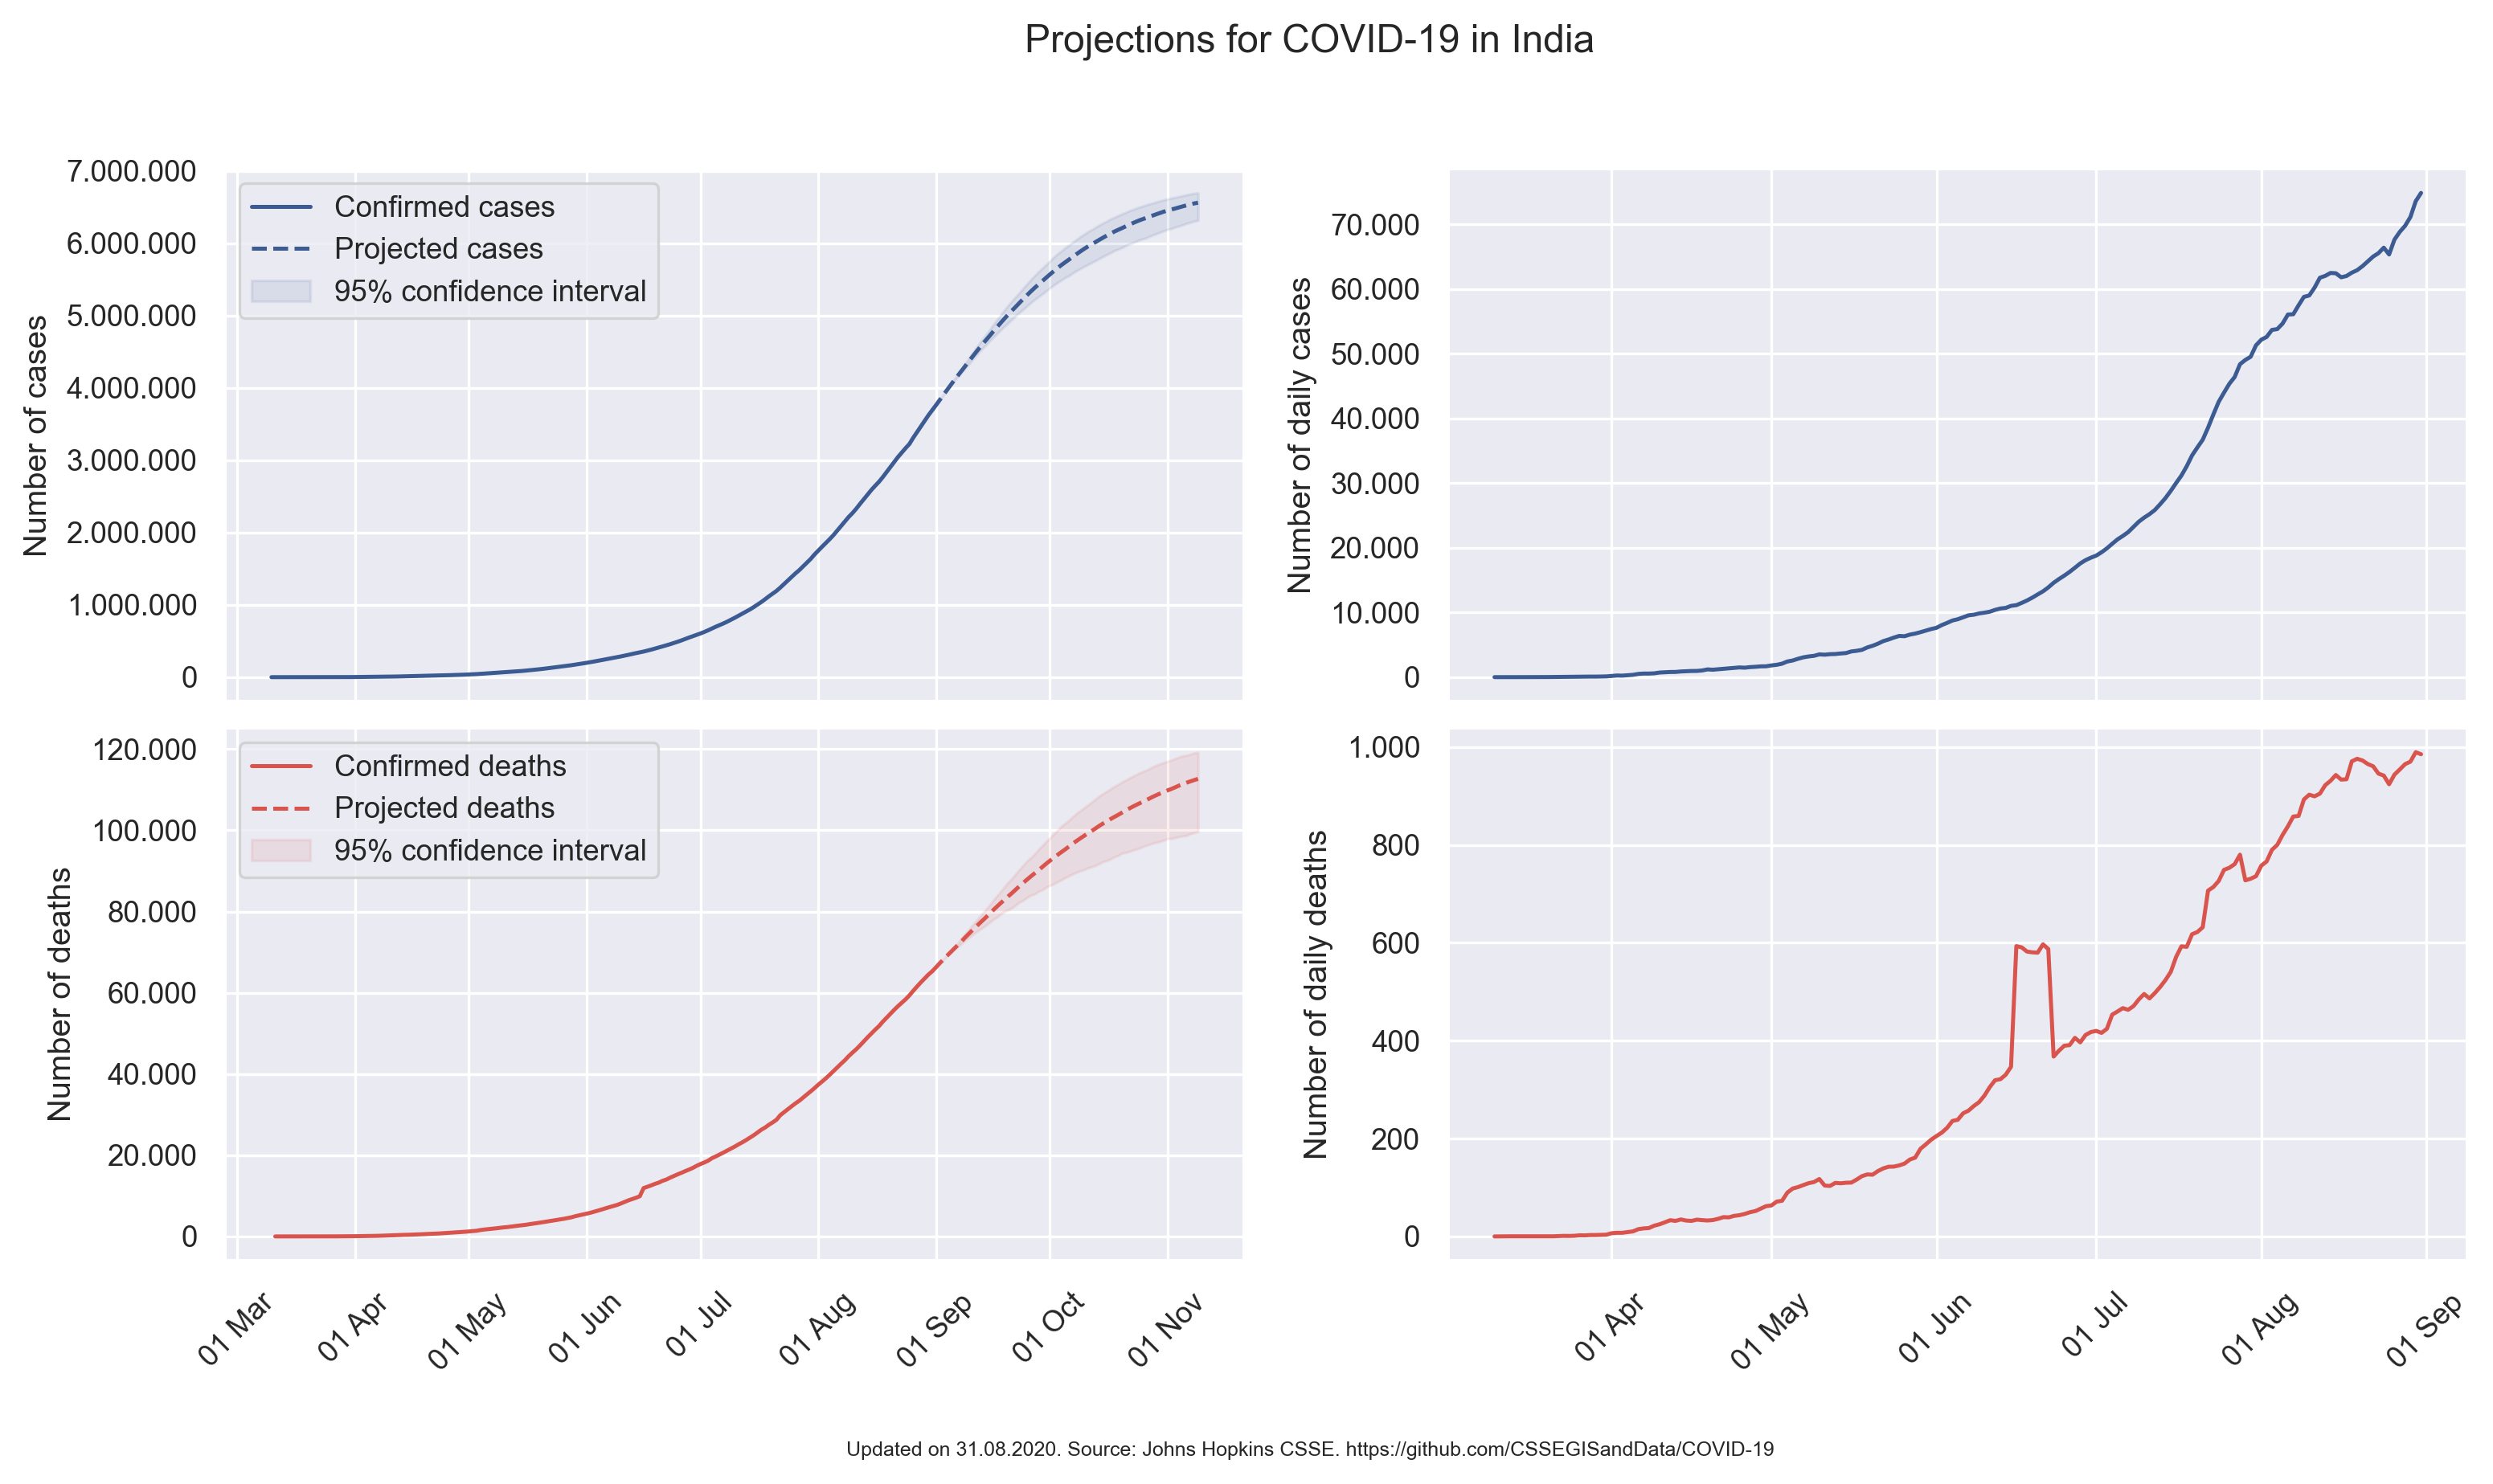 Projections for COVID-19 in India
Number of cases
7.000.000
6.000.000
5.000.000
4.000.000
3.000.000
2.000.000
1.000.000
0
Confirmed cases
Projected cases
95% confidence interval
Number of daily cases
70.000
60.000
50.000
40.000
30.000
20.000
10.000
0
Number of deaths
120.000
100.000
80.000
60.000
40.000
20.000
0
Confirmed deaths
Projected deaths
95% confidence interval
01 Mar
01 Apr
01 May
01 Jun
01 Jul
01 Aug
01 Sep
01 Oct
01 Nov
Number of daily deaths
1.000
800
600
400
200
0
01 Apr
01 May
01 Jun
01 Jul
01 Aug
01 Sep
Updated on 31.08.2020. Source: Johns Hopkins CSSE. https://github.com/CSSEGISandData/COVID-19